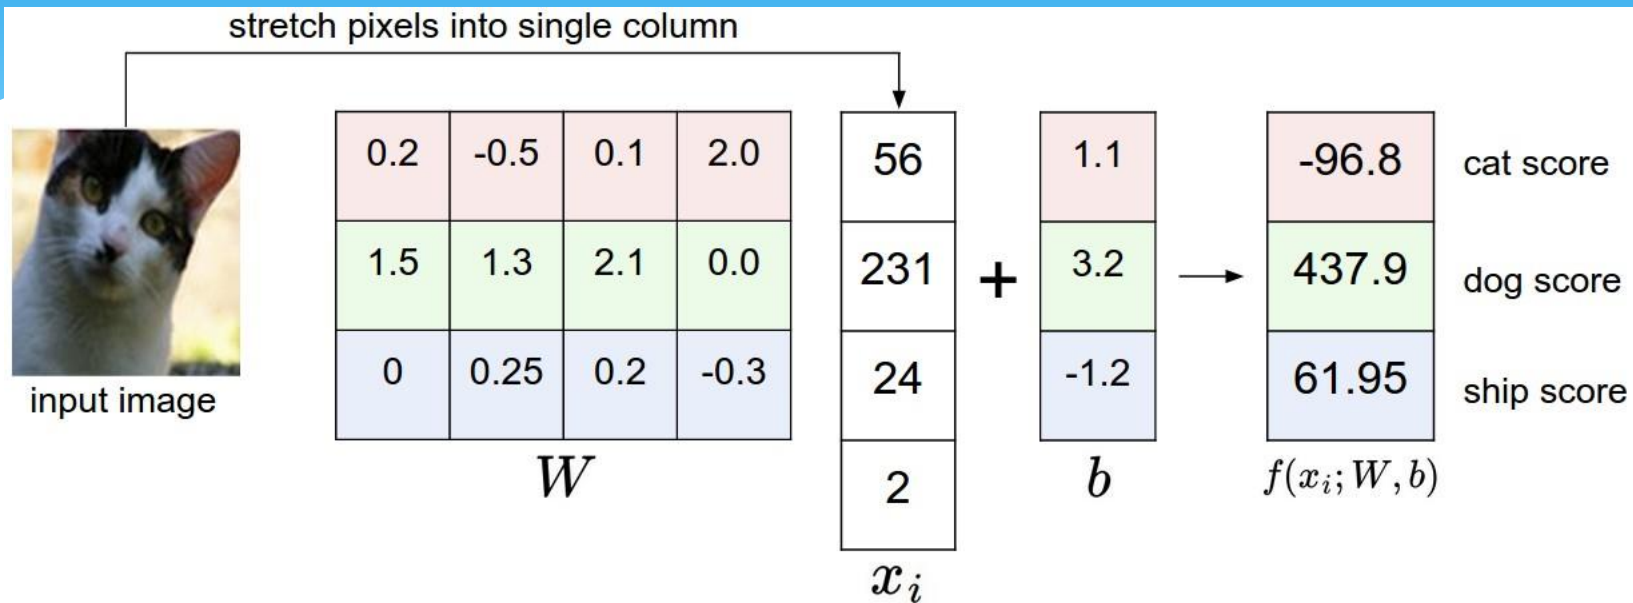 stretch pixels into single column
0.2 -0.5 0.1 2.0
1.5 1.3 2.1 0.0
0 0.25 0.2 -0.3
W
56
231
24
2
x_i
+
1.1
3.2
-1.2
b
-96.8 cat score
437.9 dog score
61.95 ship score
f(x_i; W, b)
input image